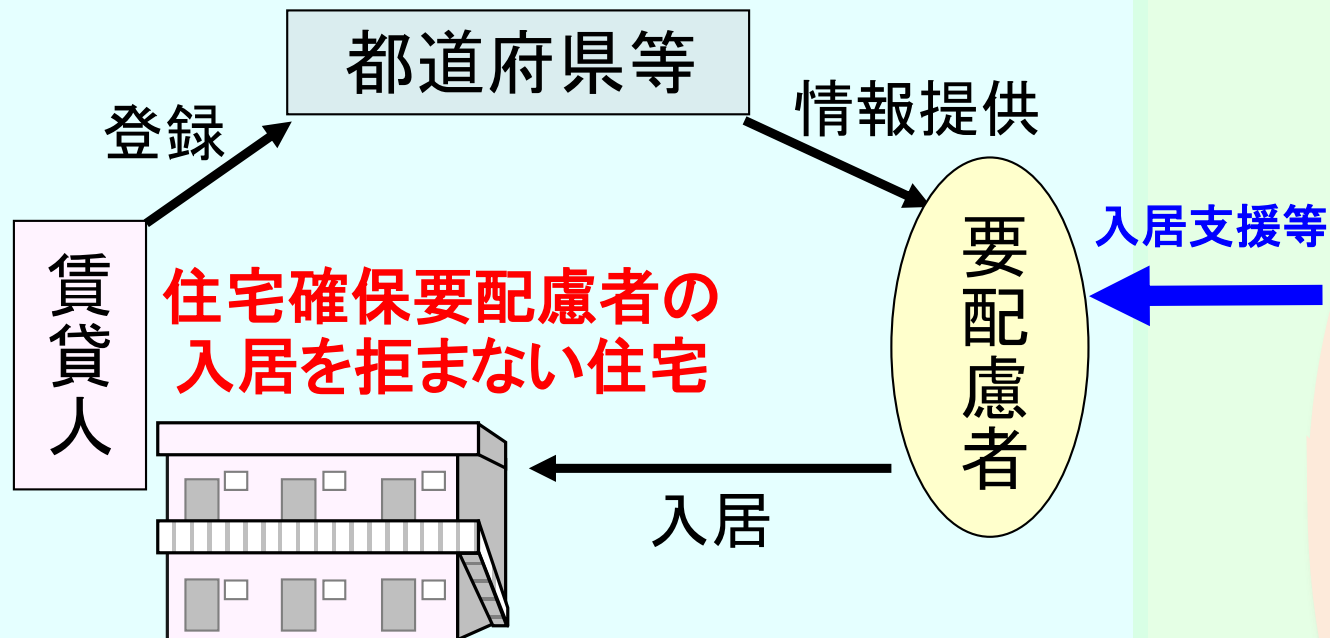 都道府県等
登録
情報提供
入居支援等
賃貸人
住宅確保要配慮者の
入居を拒まない住宅
要配慮者
入居